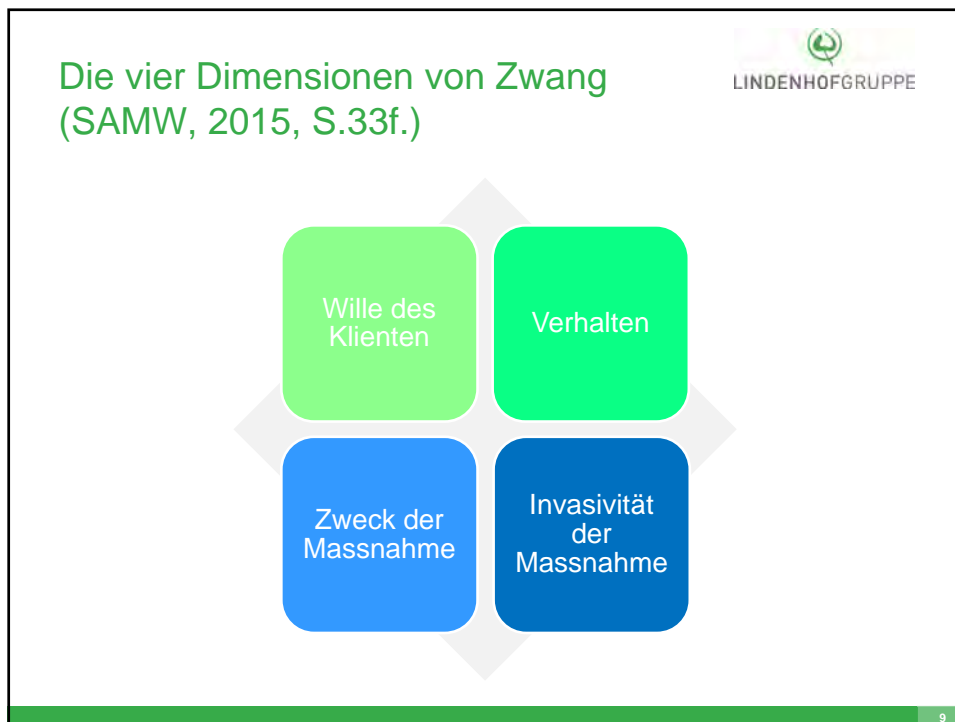 Die vier Dimensionen von Zwang
(SAMW, 2015, S.33f.)
LINDENHOFGRUPPE
Wille des
Klienten
Verhalten
Zweck der
Massnahme
Invasivität
der
Massnahme
9